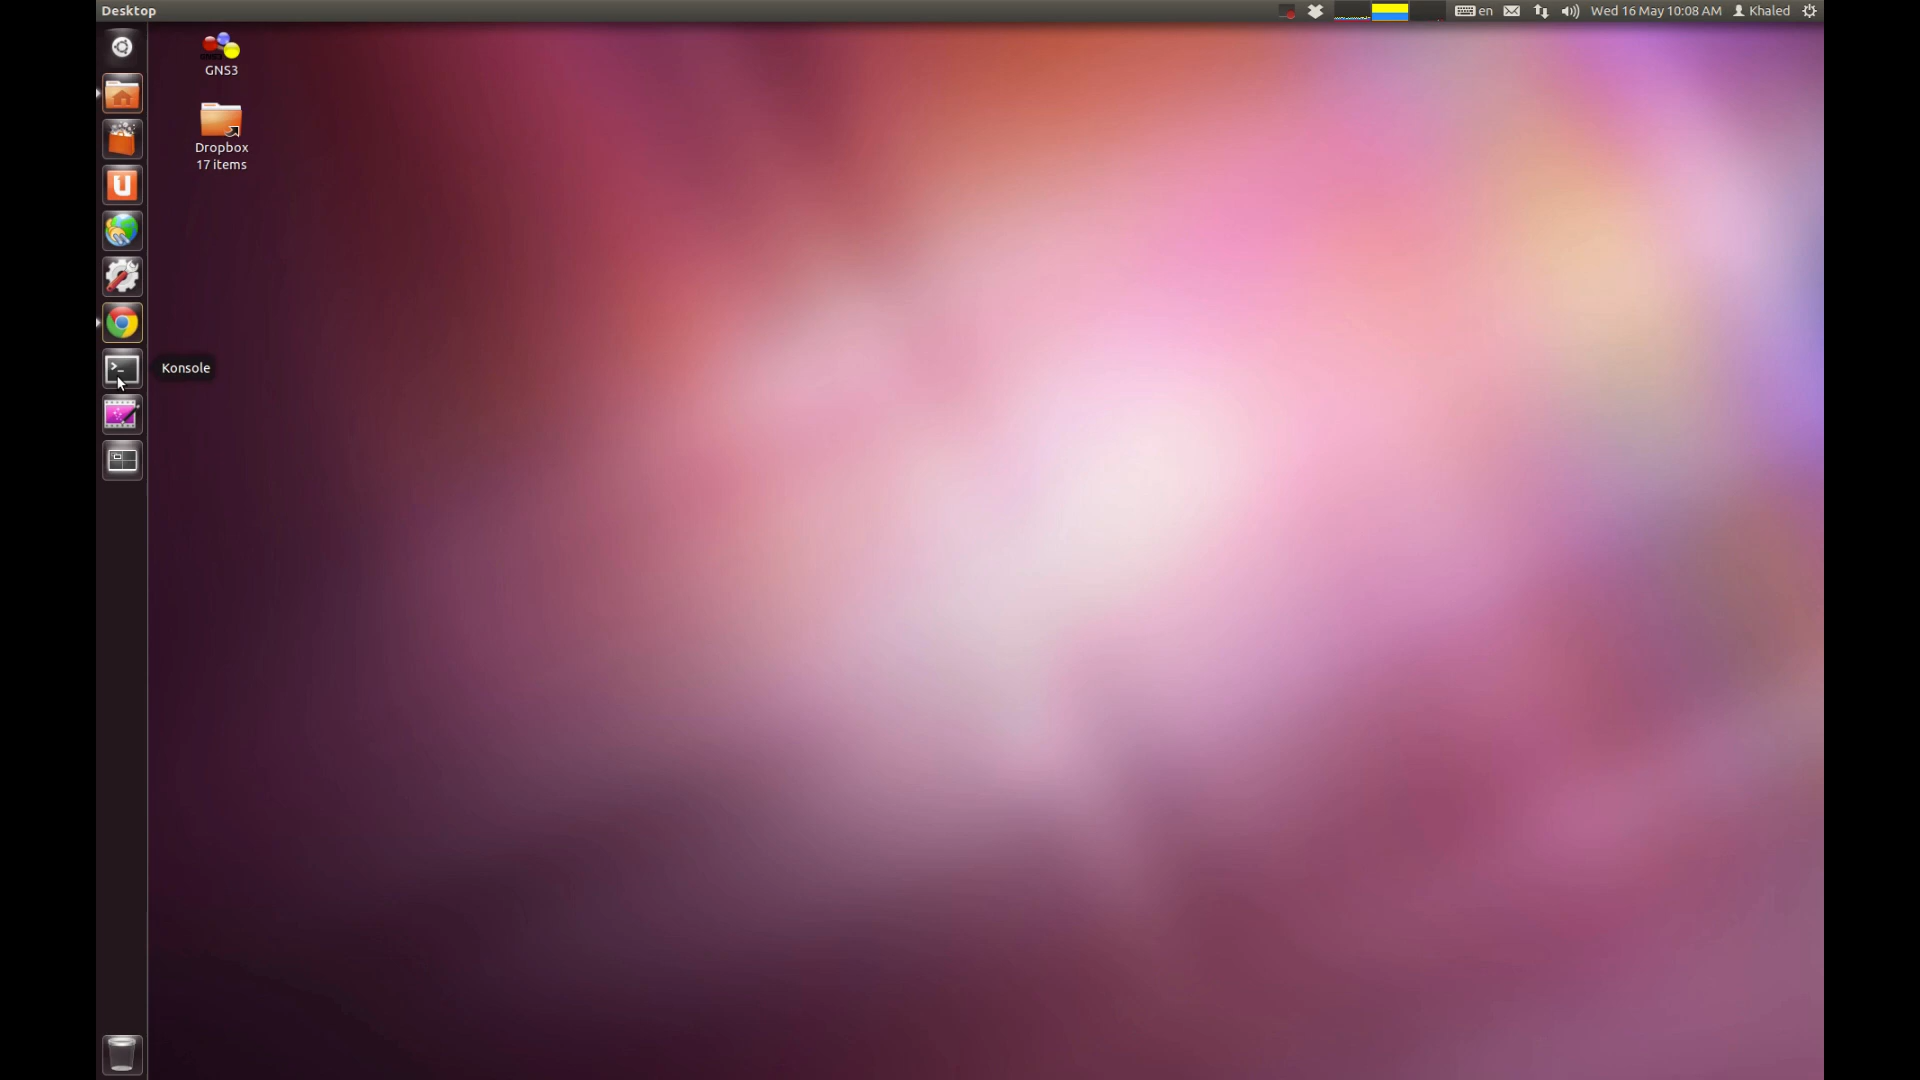 Desktop
en
Wed 16 May 10:08 AM
Khaled
GNS3
Dropbox
17 items
Konsole